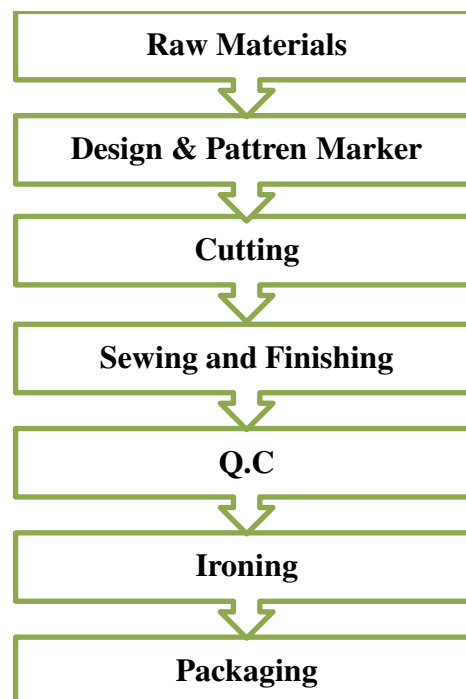 Raw Materials
Design & Pattren Marker
Cutting
Sewing and Finishing
Q.C
Ironing
Packaging